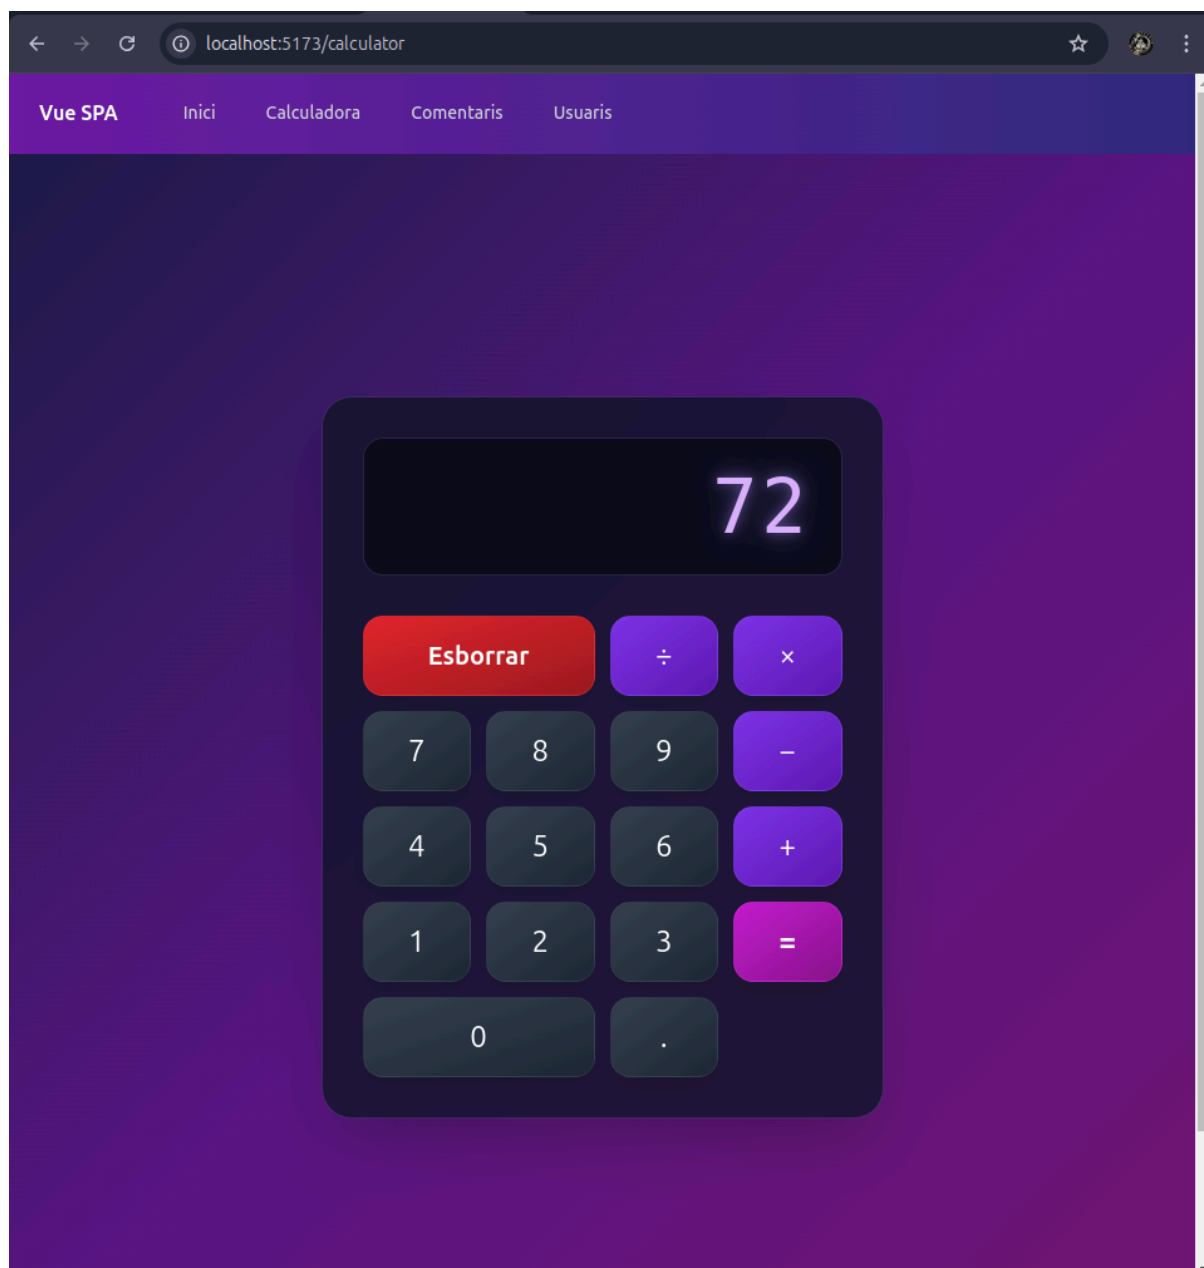 localhost:5173/calculator
Vue SPA Inici Calculadora Comentaris Usuaris
72
Esborrar ÷ ×
7 8 9 −
4 5 6 +
1 2 3 =
0 .